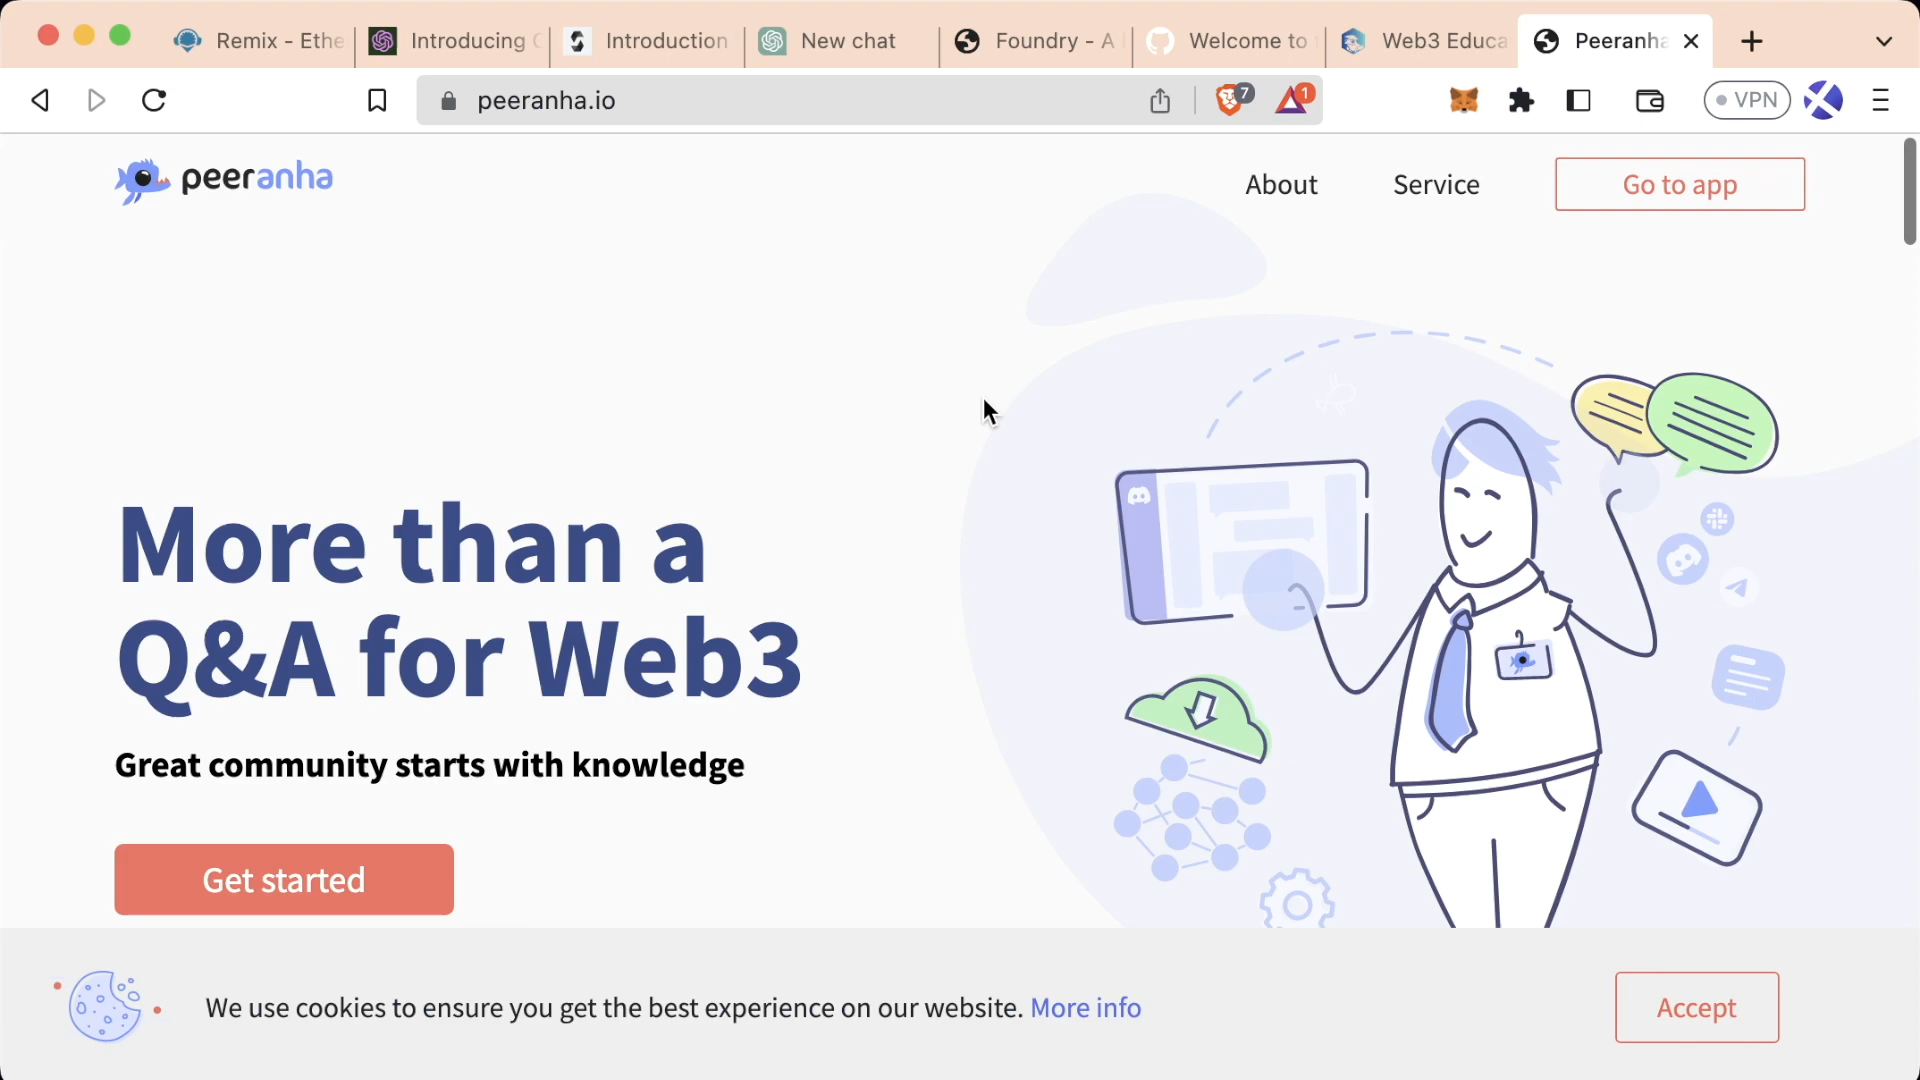 Remix - Ethe
Introducing
Introduction
New chat
Foundry - A
Welcome to
Web3 Educa
Peeranha
peeranha.io
7
1
VPN
peeranha
About
Service
Go to app
More than a
Q&A for Web3
Great community starts with knowledge
Get started
We use cookies to ensure you get the best experience on our website. More info
Accept